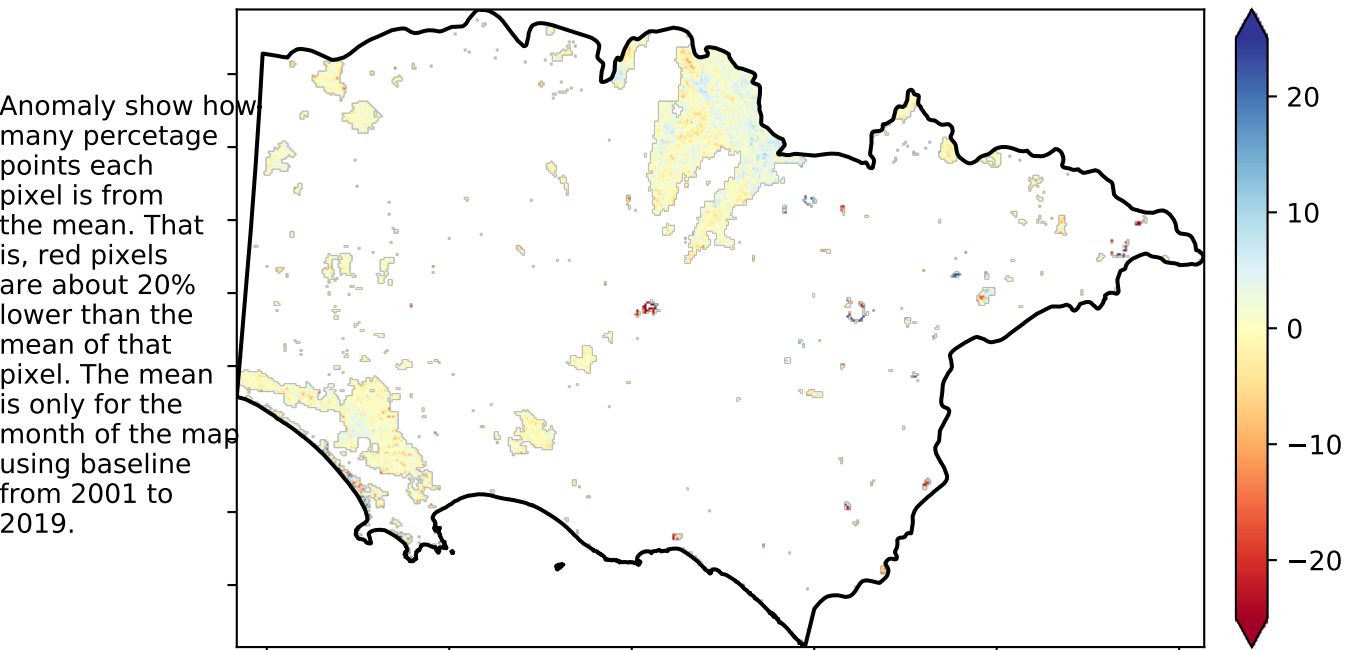 Anomaly show how
many percetage
points each
pixel is from
the mean. That
is, red pixels
are about 20%
lower than the
mean of that
pixel. The mean
is only for the
month of the map
using baseline
from 2001 to
2019.
20
10
0
−10
−20